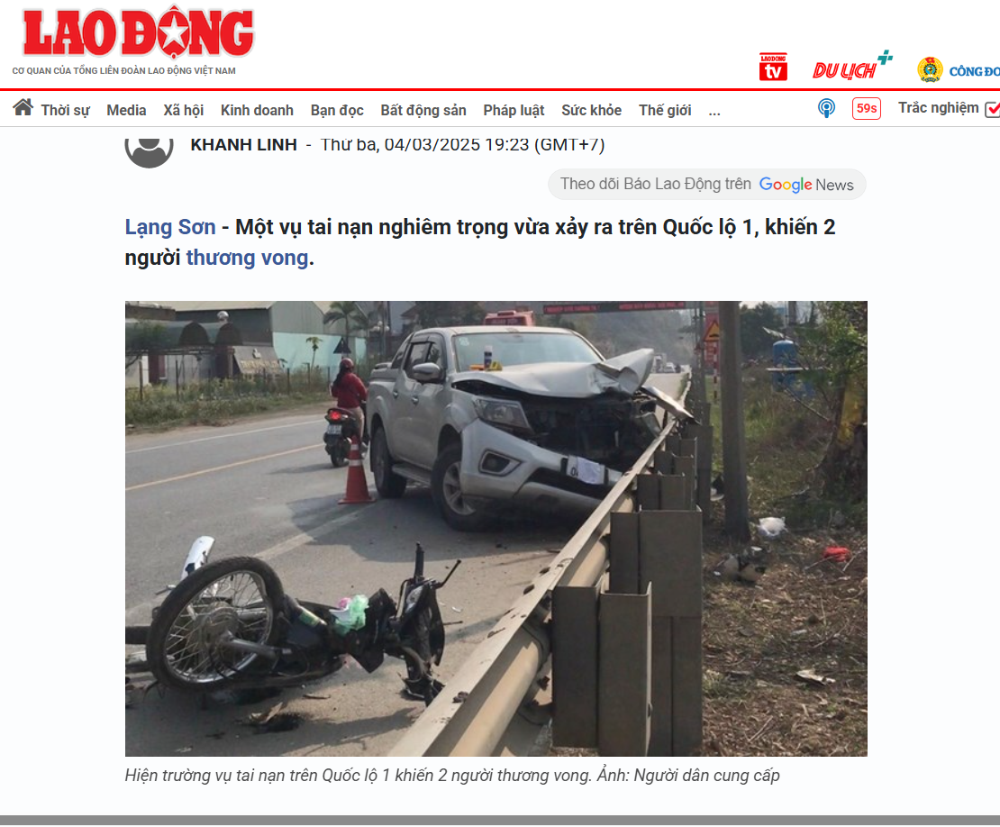 LAO ĐỘNG
CƠ QUAN CỦA TỔNG LIÊN ĐOÀN LAO ĐỘNG VIỆT NAM
LAO ĐỘNG
tv
DU LỊCH+
CÔNG ĐO
Thời sự Media Xã hội Kinh doanh Bạn đọc Bất động sản Pháp luật Sức khỏe Thế giới ... 59s Trắc nghiệm
KHÁNH LINH - Thứ ba, 04/03/2025 19:23 (GMT+7)
Theo dõi Báo Lao Động trên Google News
Lạng Sơn - Một vụ tai nạn nghiêm trọng vừa xảy ra trên Quốc lộ 1, khiến 2
người thương vong.
Hiện trường vụ tai nạn trên Quốc lộ 1 khiến 2 người thương vong. Ảnh: Người dân cung cấp